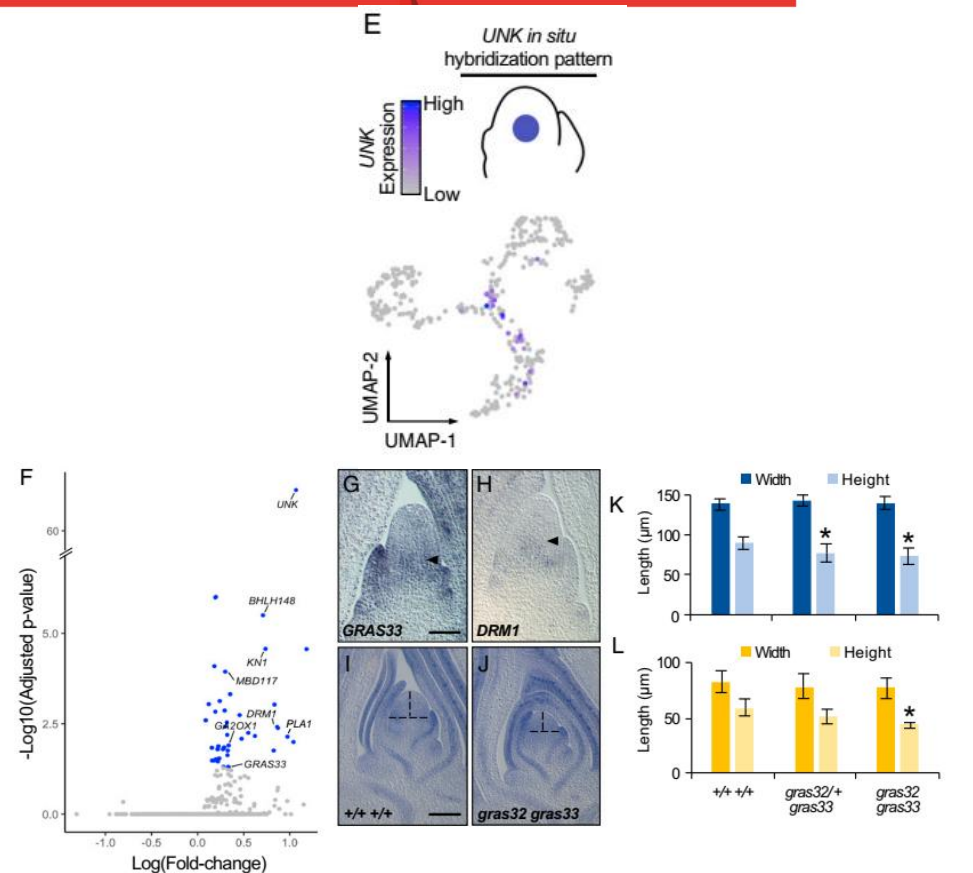 E
UNK in situ
hybridization pattern
UNK
Expression
High
Low
UMAP-2
UMAP-1
F
-Log10(Adjusted p-value)
60
5.0
2.5
0.0
UNK
BHLH148
KN1
MBD117
DRM1
PLA1
GA2OX1
GRAS33
-1.0 -0.5 0.0 0.5 1.0
Log(Fold-change)
G
GRAS33
H
DRM1
I
+/+ +/+
J
gras32 gras33
K
Width Height
Length (µm)
150
100
50
0
* *
L
Width Height
Length (µm)
100
50
0
*
+/+ +/+ gras32/+ gras32
gras33 gras33